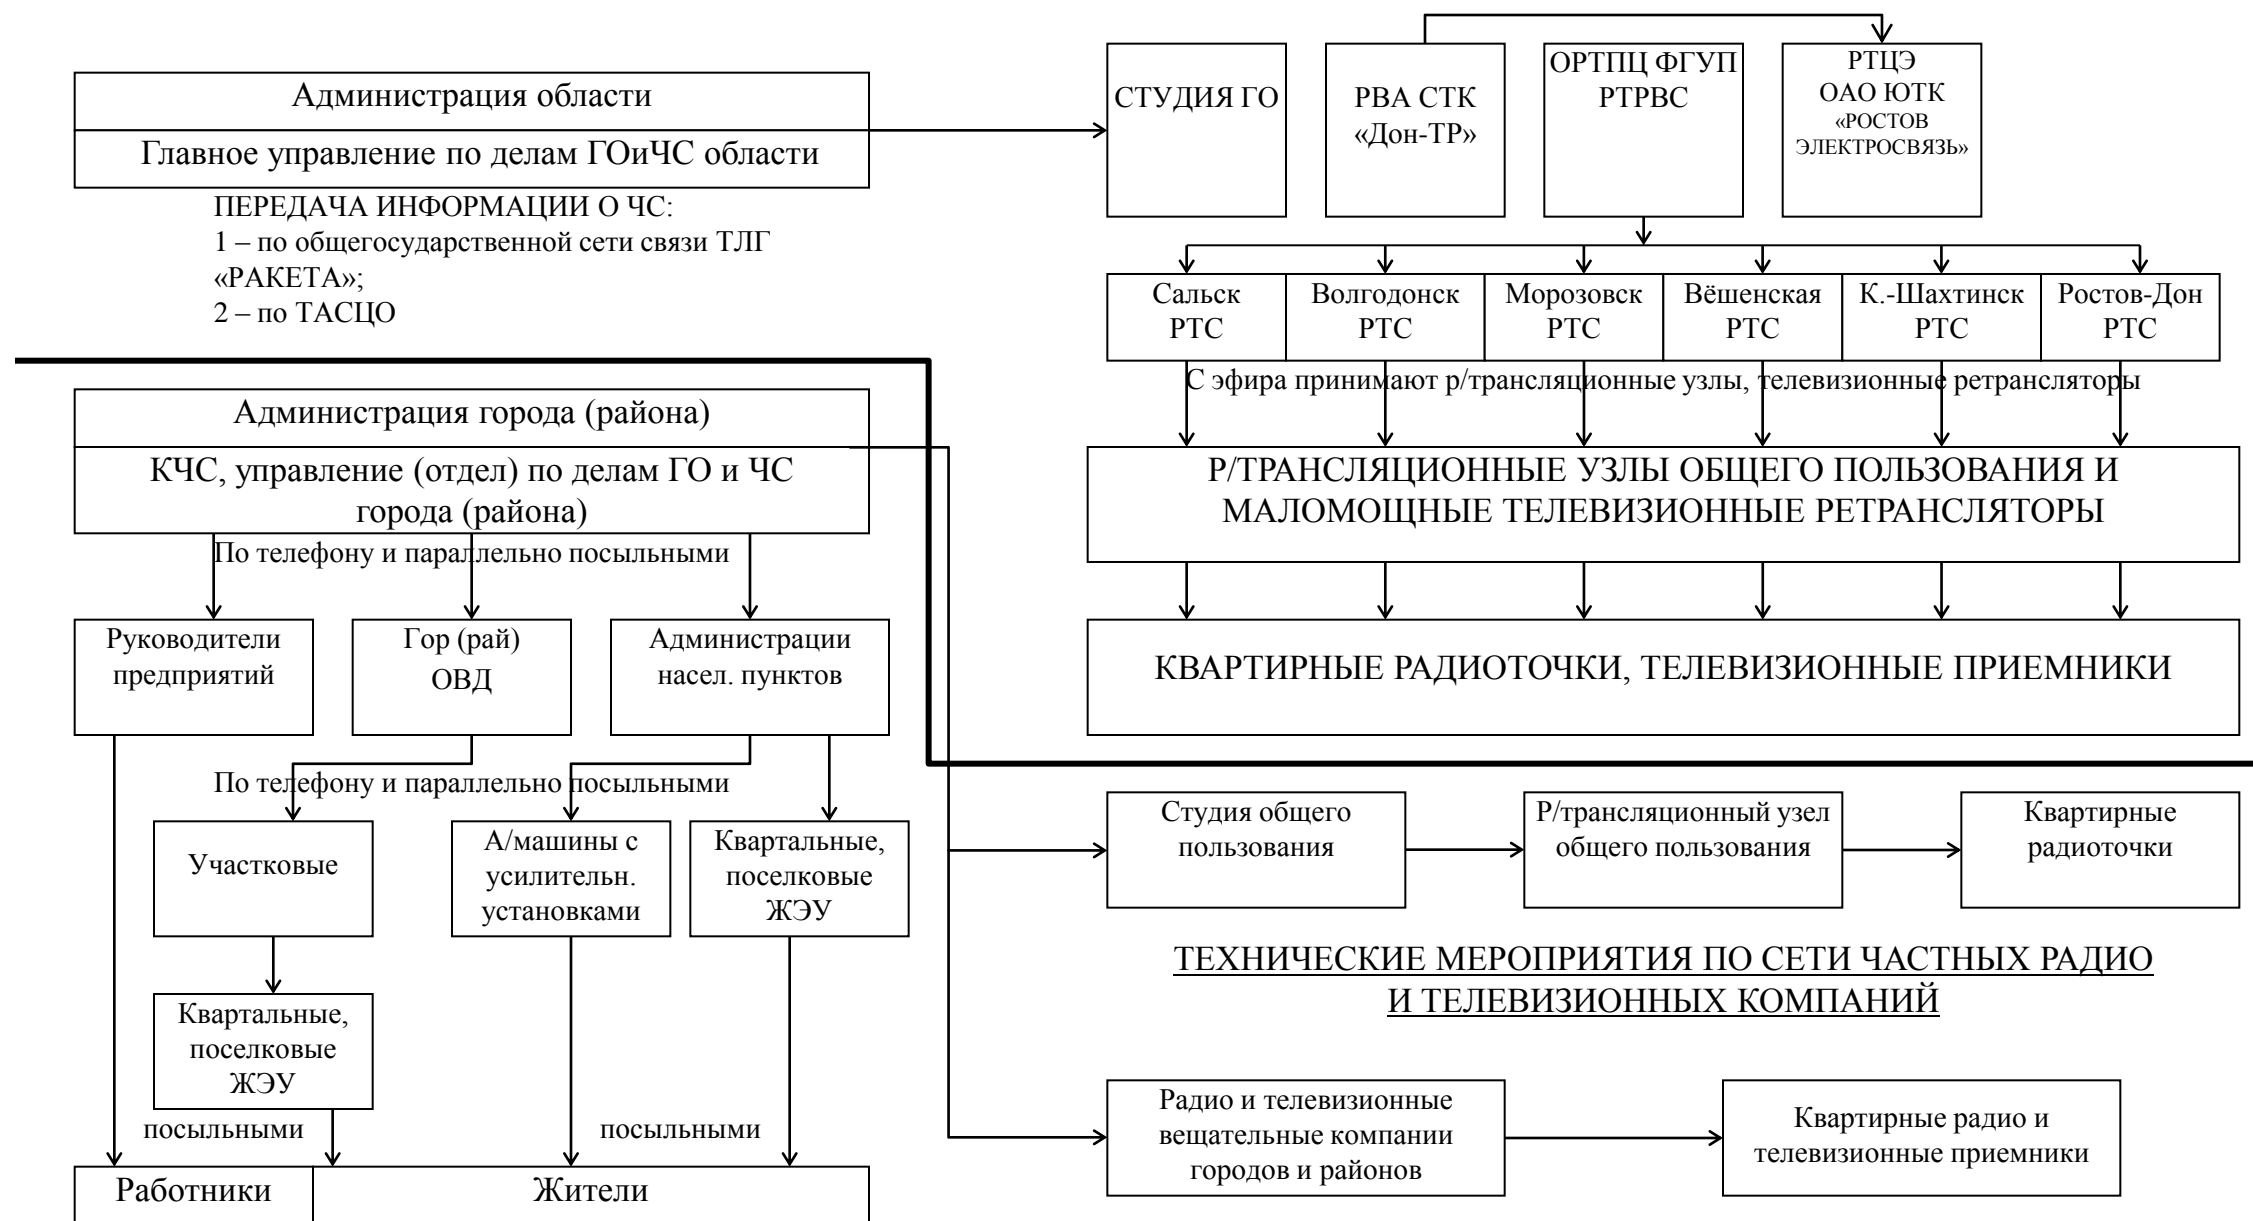 Администрация области
Главное управление по делам ГОиЧС области
ПЕРЕДАЧА ИНФОРМАЦИИ О ЧС:
1 – по общегосударственной сети связи ТЛГ
«РАКЕТА»;
2 – по ТАСЦО
СТУДИЯ ГО
РВА СТК
«Дон-ТР»
ОРТПЦ ФГУП
РТРВС
РТЦЭ
ОАО ЮТК
«РОСТОВ
ЭЛЕКТРОСВЯЗЬ»
Сальск
РТС
Волгодонск
РТС
Морозовск
РТС
Вёшенская
РТС
К.-Шахтинск
РТС
Ростов-Дон
РТС
С эфира принимают р/трансляционные узлы, телевизионные ретрансляторы
Р/ТРАНСЛЯЦИОННЫЕ УЗЛЫ ОБЩЕГО ПОЛЬЗОВАНИЯ И
МАЛОМОЩНЫЕ ТЕЛЕВИЗИОННЫЕ РЕТРАНСЛЯТОРЫ
КВАРТИРНЫЕ РАДИОТОЧКИ, ТЕЛЕВИЗИОННЫЕ ПРИЕМНИКИ
Администрация города (района)
КЧС, управление (отдел) по делам ГО и ЧС
города (района)
По телефону и параллельно посыльными
Руководители
предприятий
Гор (рай)
ОВД
Администрации
насел. пунктов
По телефону и параллельно посыльными
Участковые
А/машины с
усилительн.
установками
Квартальные,
поселковые
ЖЭУ
Квартальные,
поселковые
ЖЭУ
посыльными
посыльными
Работники
Жители
Студия общего
пользования
Р/трансляционный узел
общего пользования
Квартирные
радиоточки
ТЕХНИЧЕСКИЕ МЕРОПРИЯТИЯ ПО СЕТИ ЧАСТНЫХ РАДИО
И ТЕЛЕВИЗИОННЫХ КОМПАНИЙ
Радио и телевизионные
вещательные компании
городов и районов
Квартирные радио и
телевизионные приемники